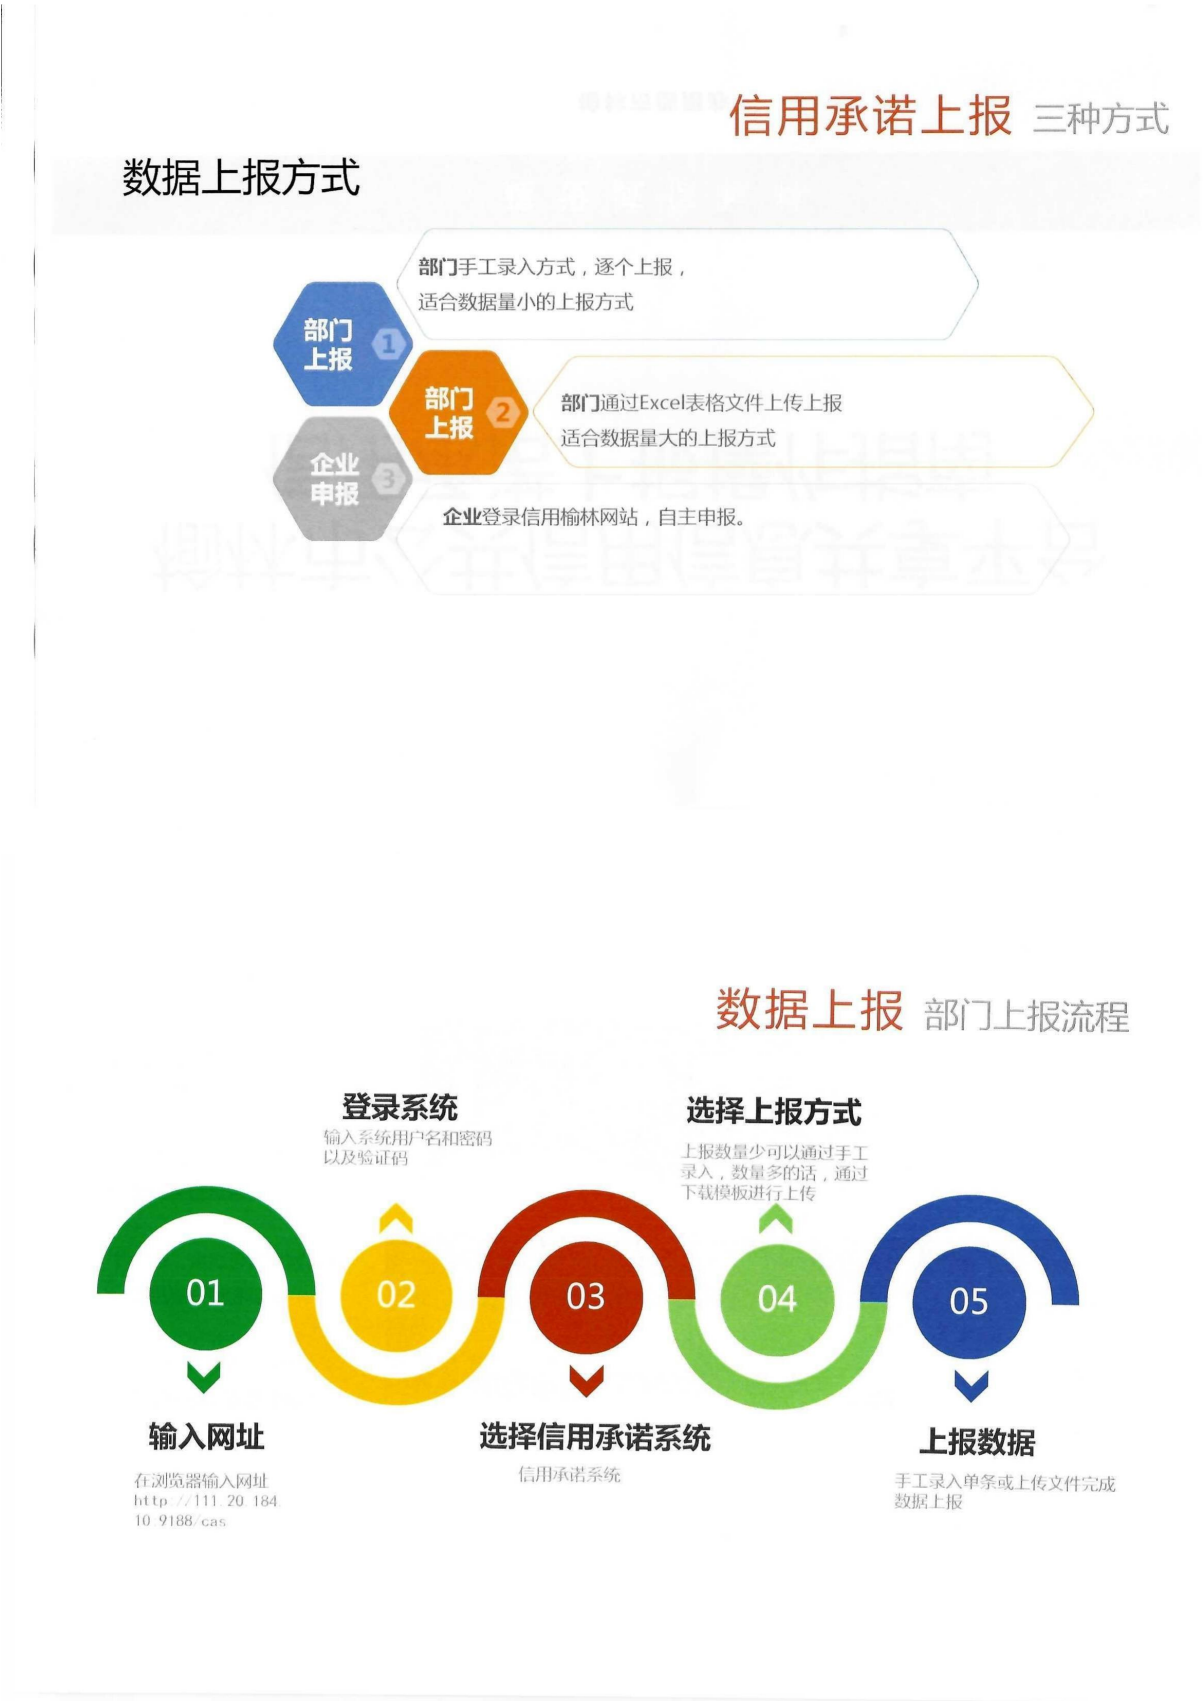 信用承诺上报 三种方式
数据上报方式
部门手工录入方式，逐个上报，
适合数据量小的上报方式
部门
上报
1
部门通过Excel表格文件上传上报
适合数据量大的上报方式
部门
上报
2
企业
申报
3
企业登录信用榆林网站，自主申报。
数据上报 部门上报流程
登录系统
输入系统用户名和密码
以及验证码
选择上报方式
上报数量少可以通过手工
录入，数量多的话，通过
下载模板进行上传
01
02
03
04
05
输入网址
在浏览器输入网址
http://111.20.184.
10:9188/cas
选择信用承诺系统
信用承诺系统
上报数据
手工录入单条或上传文件完成
数据上报